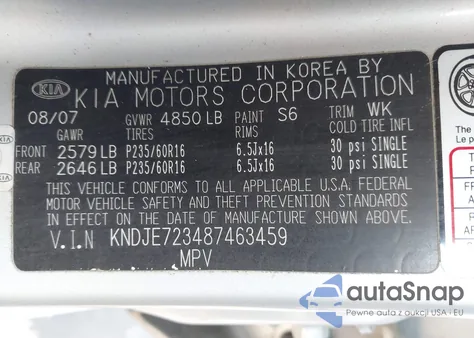 MANUFACTURED IN KOREA BY
KIA KIA MOTORS CORPORATION
08/07 GVWR 4850 LB PAINT S6 TRIM WK
GAWR TIRES RIMS COLD TIRE INFL
FRONT 2579 LB P235/60R16 6.5Jx16 30 psi SINGLE
REAR 2646 LB P235/60R16 6.5Jx16 30 psi SINGLE
THIS VEHICLE CONFORMS TO ALL APPLICABLE U.S.A. FEDERAL
MOTOR VEHICLE SAFETY AND THEFT PREVENTION STANDARDS
IN EFFECT ON THE DATE OF MANUFACTURE SHOWN ABOVE.
V.I.N KNDJE723487463459
MPV
The
Le p
autoSnap
Pewne auta z aukcji USA i EU